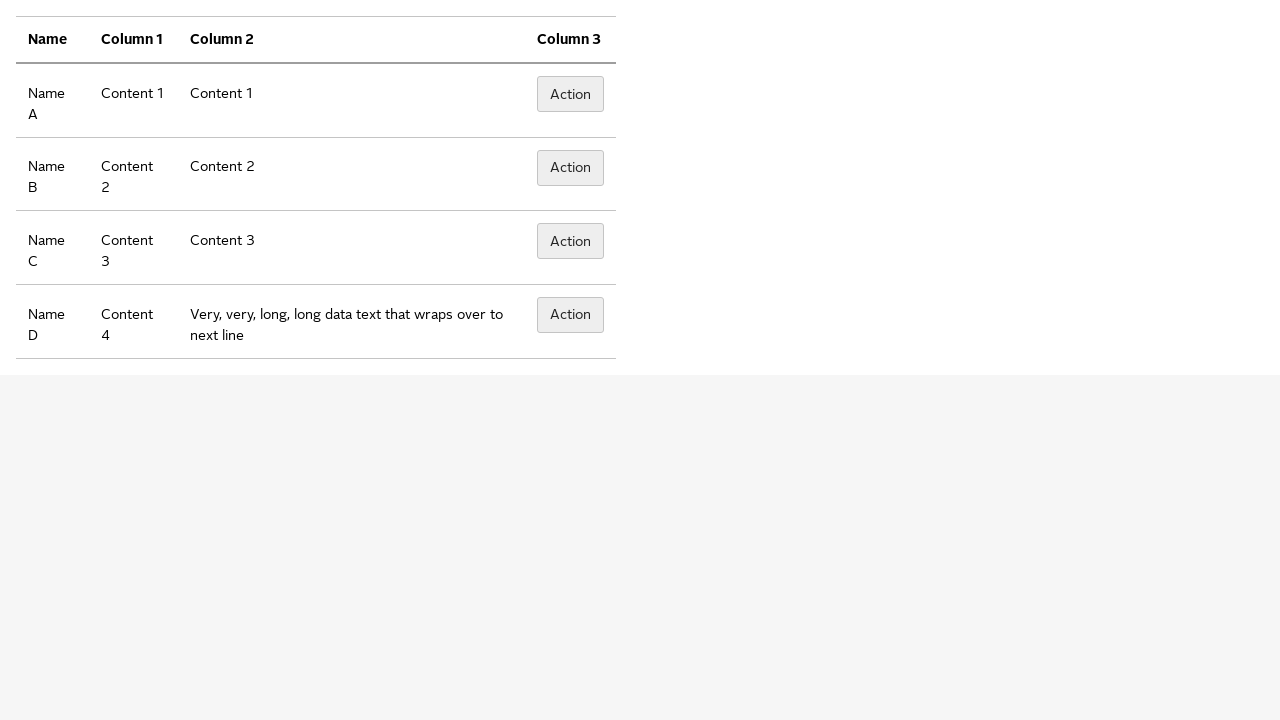 Name Column 1 Column 2 Column 3
Name A Content 1 Content 1 Action
Name B Content 2 Content 2 Action
Name C Content 3 Content 3 Action
Name D Content 4 Very, very, long, long data text that wraps over to next line Action